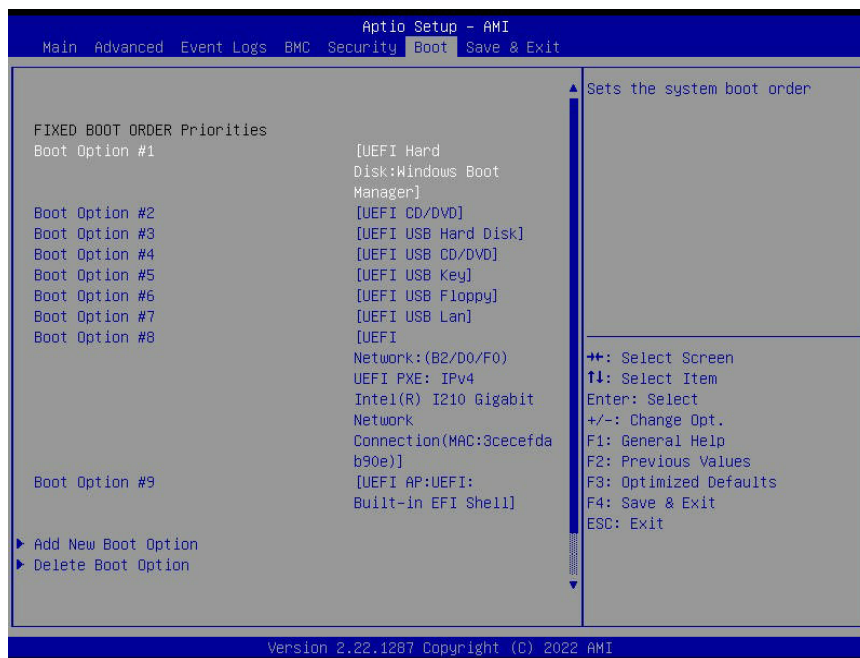 Aptio Setup – AMI
Main Advanced Event Logs BMC Security Boot Save & Exit
Sets the system boot order
FIXED BOOT ORDER Priorities
Boot Option #1 [UEFI Hard
Disk:Windows Boot
Manager]
Boot Option #2 [UEFI CD/DVD]
Boot Option #3 [UEFI USB Hard Disk]
Boot Option #4 [UEFI USB CD/DVD]
Boot Option #5 [UEFI USB Key]
Boot Option #6 [UEFI USB Floppy]
Boot Option #7 [UEFI USB Lan]
Boot Option #8 [UEFI
Network:(B2/D0/F0)
UEFI PXE: IPv4
Intel(R) I210 Gigabit
Network
Connection(MAC:3cecefda
b90e)]
Boot Option #9 [UEFI AP:UEFI:
Built-in EFI Shell]
Add New Boot Option
Delete Boot Option
→←: Select Screen
↑↓: Select Item
Enter: Select
+/-: Change Opt.
F1: General Help
F2: Previous Values
F3: Optimized Defaults
F4: Save & Exit
ESC: Exit
Version 2.22.1287 Copyright (C) 2022 AMI